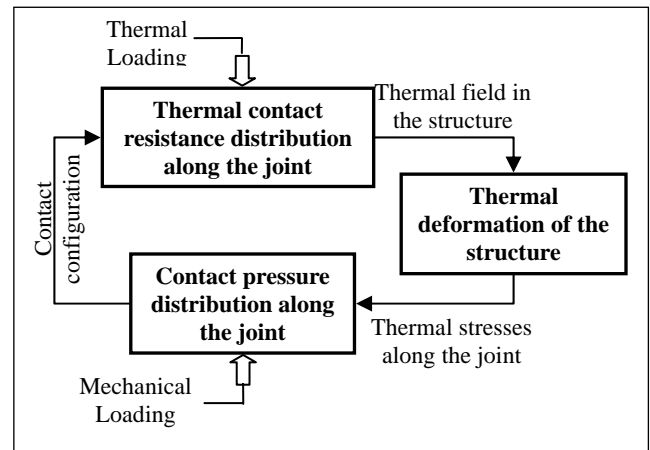 Thermal
Loading
Thermal contact
resistance distribution
along the joint
Thermal field in
the structure
Thermal
deformation of the
structure
Thermal stresses
along the joint
Contact pressure
distribution along
the joint
Mechanical
Loading
Contact
configuration